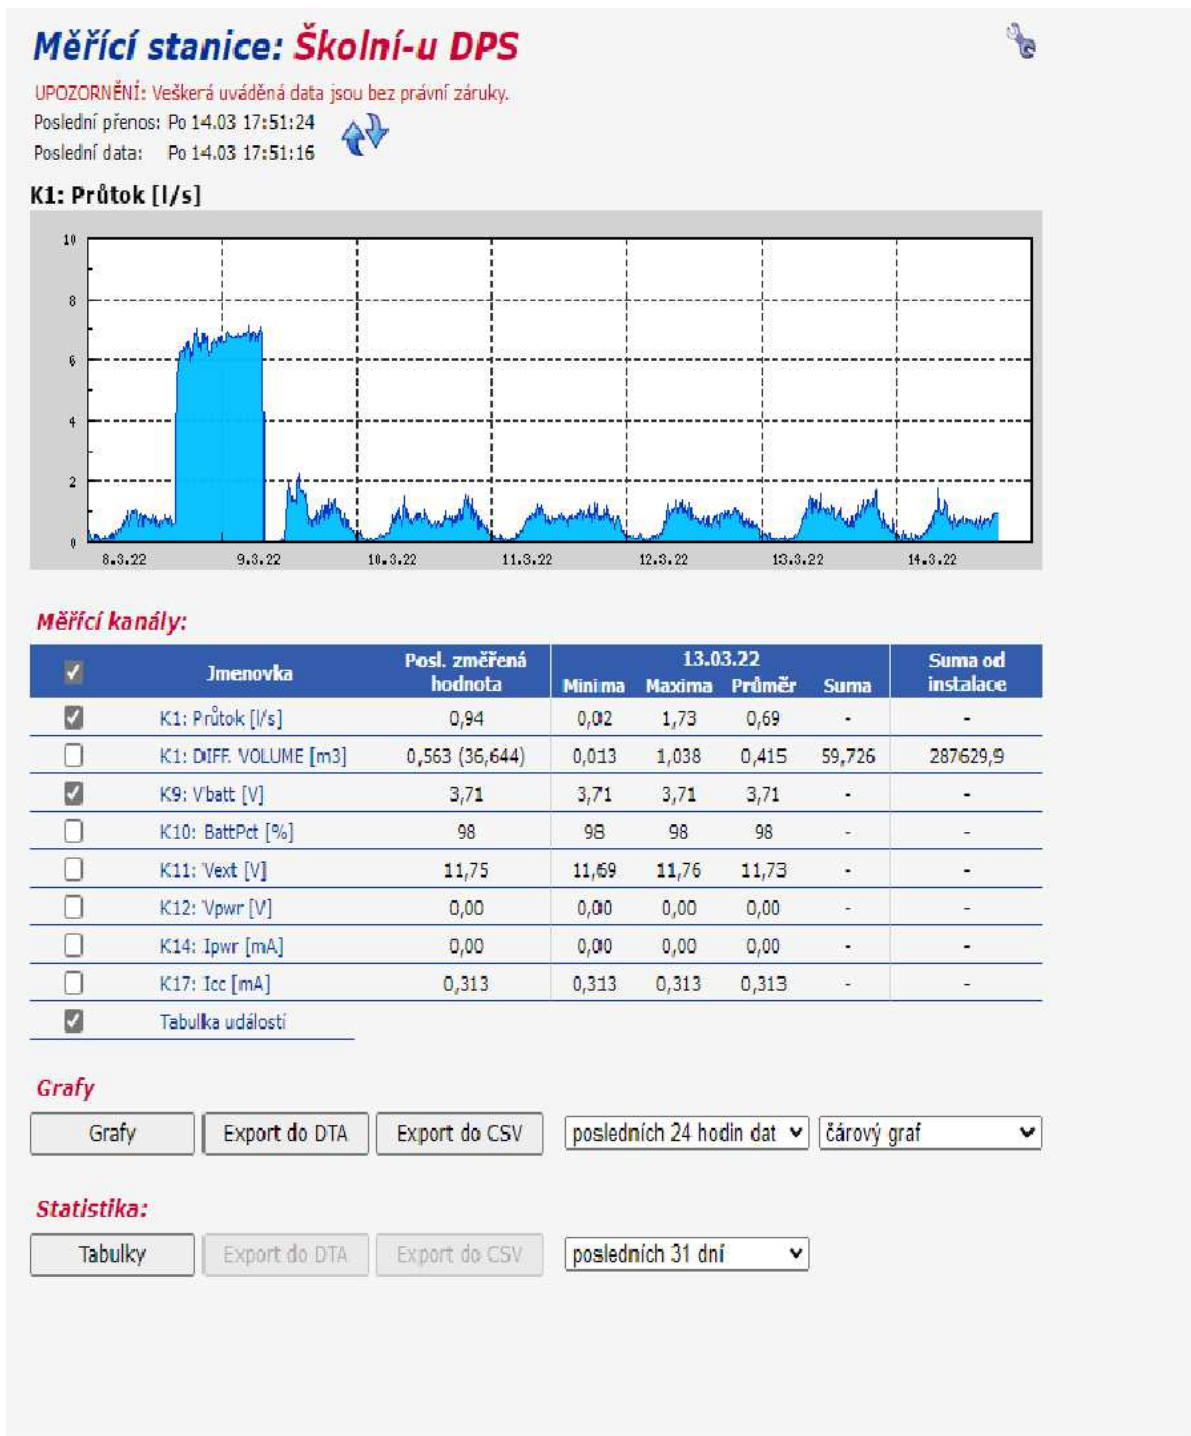 Měřící stanice: Školní-u DPS
UPOZORNĚNÍ: Veškerá uváděná data jsou bez právní záruky.
Poslední přenos: Po 14.03 17:51:24
Poslední data: Po 14.03 17:51:16
K1: Průtok [l/s]
10
8
6
4
2
0
8.3.22 9.3.22 10.3.22 11.3.22 12.3.22 13.3.22 14.3.22
Měřící kanály:
Jmenovka Posl. změřená hodnota 13.03.22 Suma od instalace
Minima Maxima Průměr Suma
K1: Průtok [l/s] 0,94 0,02 1,73 0,69 - -
K1: DIFF. VOLUME [m3] 0,563 (36,644) 0,013 1,038 0,415 59,726 287629,9
K9: Vbatt [V] 3,71 3,71 3,71 3,71 - -
K10: BattPct [%] 98 98 98 98 - -
K11: Vext [V] 11,75 11,69 11,76 11,73 - -
K12: Vpwr [V] 0,00 0,00 0,00 0,00 - -
K14: Ipwr [mA] 0,00 0,00 0,00 0,00 - -
K17: Icc [mA] 0,313 0,313 0,313 0,313 - -
Tabulka událostí
Grafy
Grafy Export do DTA Export do CSV posledních 24 hodin dat čárový graf
Statistika:
Tabulky Export do DTA Export do CSV posledních 31 dní